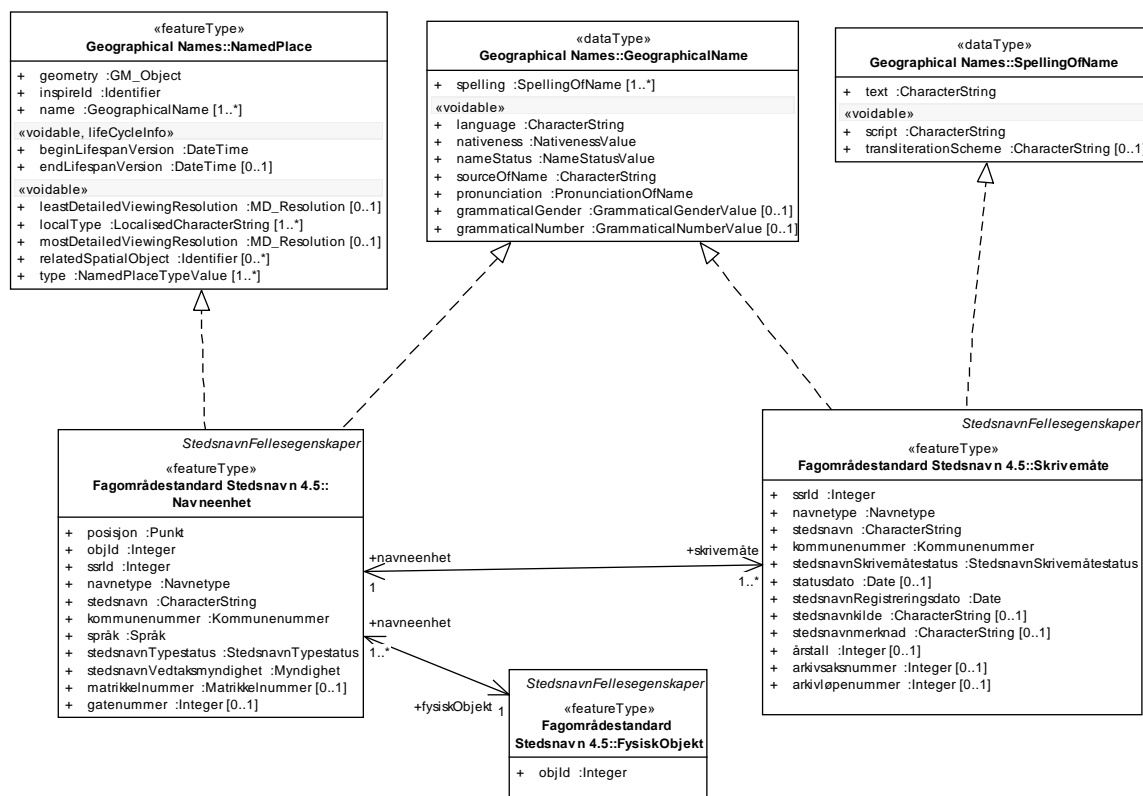 «featureType»
Geographical Names::NamedPlace
+ geometry :GM_Object
+ inspireId :Identifier
+ name :GeographicalName [1..*]
«voidable, lifeCycleInfo»
+ beginLifespanVersion :DateTime
+ endLifespanVersion :DateTime [0..1]
«voidable»
+ leastDetailedViewingResolution :MD_Resolution [0..1]
+ localType :LocalisedCharacterString [1..*]
+ mostDetailedViewingResolution :MD_Resolution [0..1]
+ relatedSpatialObject :Identifier [0..*]
+ type :NamedPlaceTypeValue [1..*]
«dataType»
Geographical Names::GeographicalName
+ spelling :SpellingOfName [1..*]
«voidable»
+ language :CharacterString
+ nativeness :NativenessValue
+ nameStatus :NameStatusValue
+ sourceOfName :CharacterString
+ pronunciation :PronunciationOfName
+ grammaticalGender :GrammaticalGenderValue [0..1]
+ grammaticalNumber :GrammaticalNumberValue [0..1]
«dataType»
Geographical Names::SpellingOfName
+ text :CharacterString
«voidable»
+ script :CharacterString
+ transliterationScheme :CharacterString [0..1]
StedsnavnFellesegenskaper
«featureType»
Fagområdestandard Stedsnavn 4.5::
Navneenhet
+ posisjon :Punkt
+ objId :Integer
+ ssrId :Integer
+ navnetype :Navnetype
+ stedsnavn :CharacterString
+ kommunenummer :Kommunenummer
+ språk :Språk
+ stedsnavnTypestatus :StedsnavnTypestatus
+ stedsnavnVedtaksmyndighet :Myndighet
+ matrikkelnummer :Matrikkelnummer [0..1]
+ gatenummer :Integer [0..1]
+navneenhet
1
+skrivemåte
1..*
+navneenhet
1..*
+fysiskObjekt
1
StedsnavnFellesegenskaper
«featureType»
Fagområdestandard
Stedsnavn 4.5::FysiskObjekt
+ objId :Integer
StedsnavnFellesegenskaper
«featureType»
Fagområdestandard Stedsnavn 4.5::Skrivemåte
+ ssrId :Integer
+ navnetype :Navnetype
+ stedsnavn :CharacterString
+ kommunenummer :Kommunenummer
+ stedsnavnSkrivemåtestatus :StedsnavnSkrivemåtestatus
+ statusdato :Date [0..1]
+ stedsnavnRegistreringsdato :Date
+ stedsnavnkilde :CharacterString [0..1]
+ stedsnavnmerknad :CharacterString [0..1]
+ årstall :Integer [0..1]
+ arkivsaksnummer :Integer [0..1]
+ arkivløpenummer :Integer [0..1]